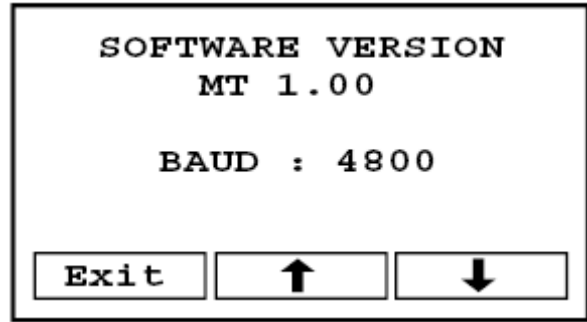 SOFTWARE VERSION
MT 1.00
BAUD : 4800
Exit ↑ ↓